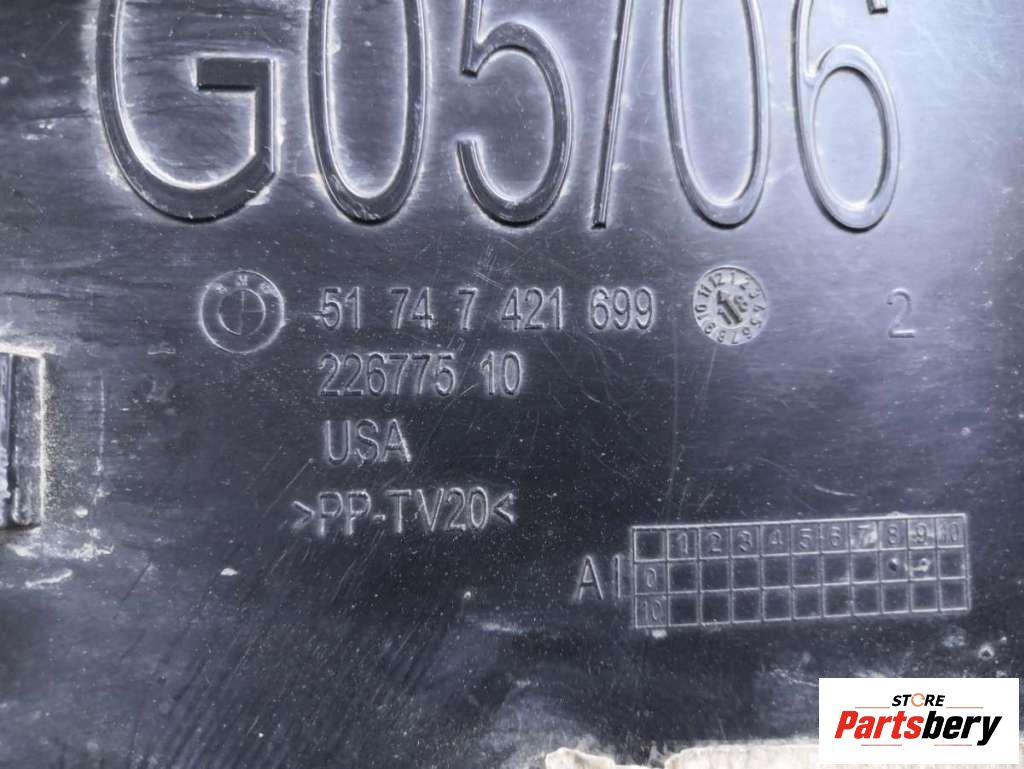 G05/06
BMW
51 74 7 421 699
2
226775 10
USA
>PP-TV20<
1 2 3 4 5 6 7 8 9 10
A1 0
10
STORE
Partsbery